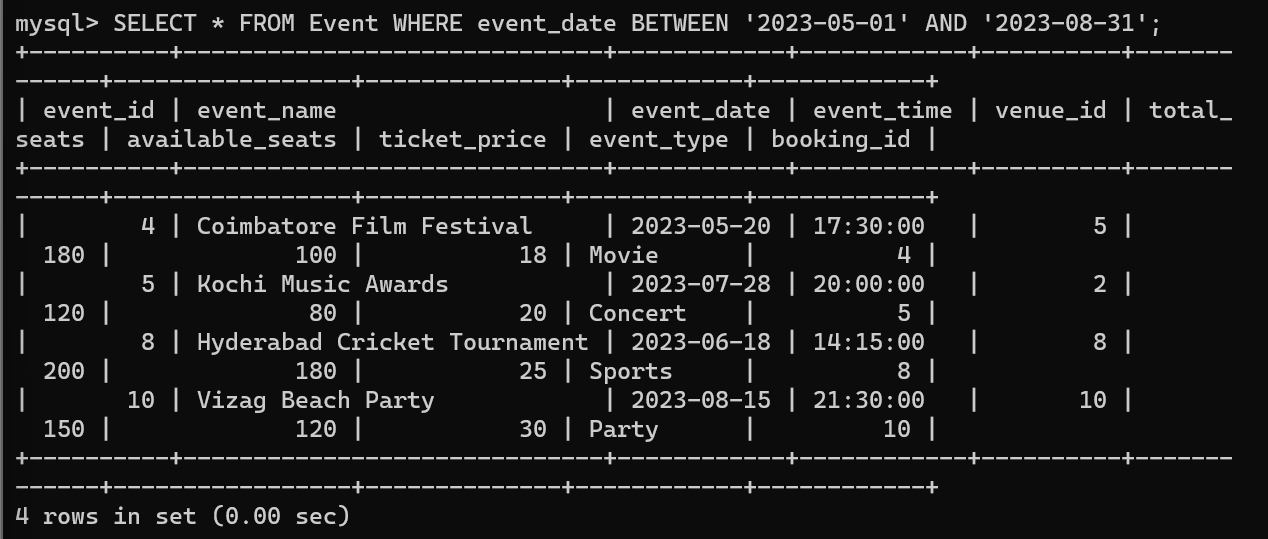 mysql> SELECT * FROM Event WHERE event_date BETWEEN '2023-05-01' AND '2023-08-31';
+----------+------------------------------+------------+------------+----------+-------
------+-----------------+--------------+------------+------------+
| event_id | event_name                   | event_date | event_time | venue_id | total_
seats | available_seats | ticket_price | event_type | booking_id |
+----------+------------------------------+------------+------------+----------+-------
------+-----------------+--------------+------------+------------+
|        4 | Coimbatore Film Festival     | 2023-05-20 | 17:30:00   |        5 |
  180 |             100 |           18 | Movie      |          4 |
|        5 | Kochi Music Awards           | 2023-07-28 | 20:00:00   |        2 |
  120 |              80 |           20 | Concert    |          5 |
|        8 | Hyderabad Cricket Tournament | 2023-06-18 | 14:15:00   |        8 |
  200 |             180 |           25 | Sports     |          8 |
|       10 | Vizag Beach Party            | 2023-08-15 | 21:30:00   |       10 |
  150 |             120 |           30 | Party      |         10 |
+----------+------------------------------+------------+------------+----------+-------
------+-----------------+--------------+------------+------------+
4 rows in set (0.00 sec)